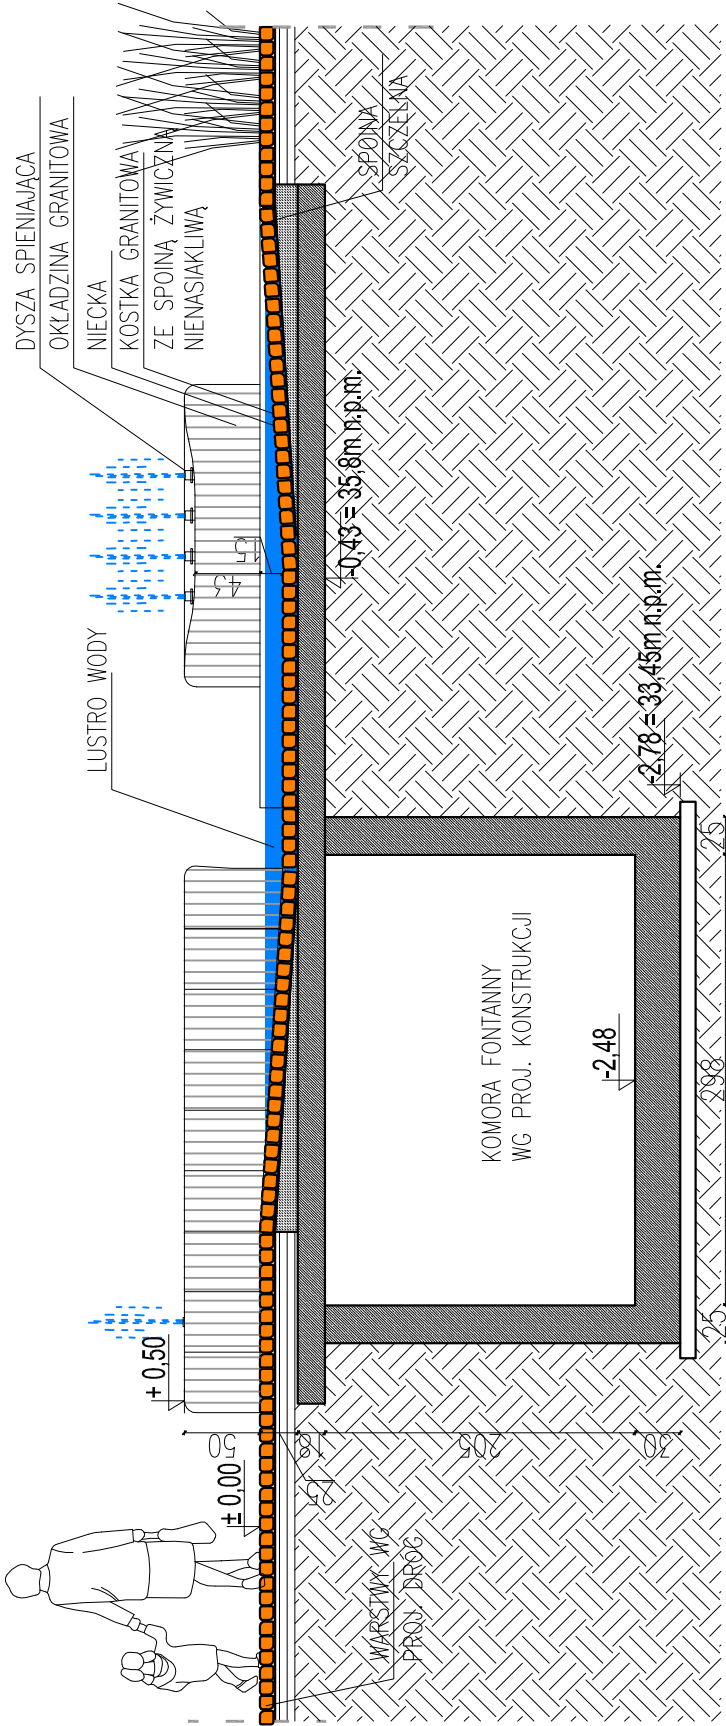 DYSZA SPIENIAJĄCA
OKŁADZINA GRANITOWA
NIECKA
KOSTKA GRANITOWA
ZE SPOINĄ ŻYWICZNĄ
NIENASIAKLIWĄ
LUSTRO WODY
SPOINA
SZCZELNA
+ 0,50
± 0,00
43
15
-0,43 = 35,8m n.p.m.
-2,78 = 33,45m n.p.m.
KOMORA FONTANNY
WG PROJ. KONSTRUKCJI
-2,48
WARSTWY WG
PROJ. DRÓG
50
25
18
205
30
25
298
25